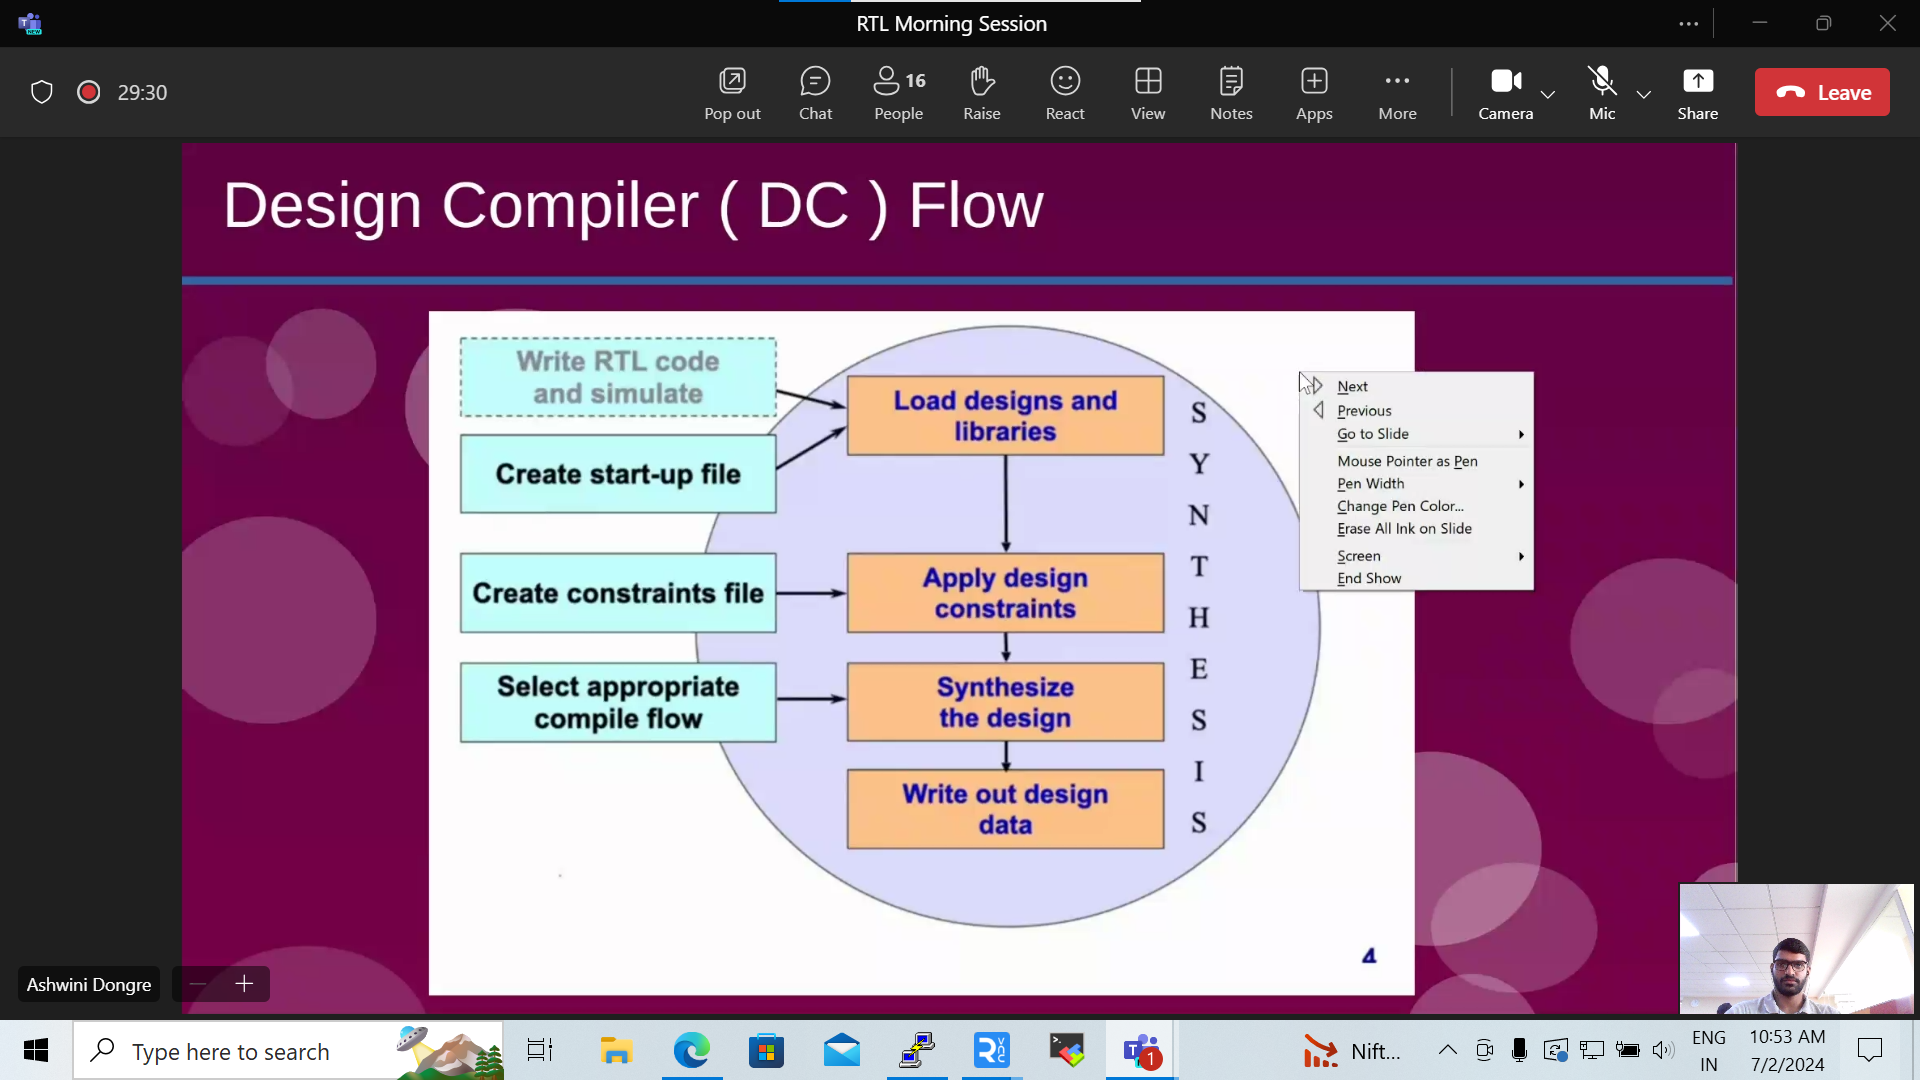 RTL Morning Session
29:30
Pop out
Chat
16
People
Raise
React
View
Notes
Apps
More
Camera
Mic
Share
Leave
Design Compiler ( DC ) Flow
Write RTL code
and simulate
Create start-up file
Create constraints file
Select appropriate
compile flow
Load designs and
libraries
Apply design
constraints
Synthesize
the design
Write out design
data
S
Y
N
T
H
E
S
I
S
Next
Previous
Go to Slide
Mouse Pointer as Pen
Pen Width
Change Pen Color...
Erase All Ink on Slide
Screen
End Show
4
Ashwini Dongre
Type here to search
1
Nift...
ENG
IN
10:53 AM
7/2/2024